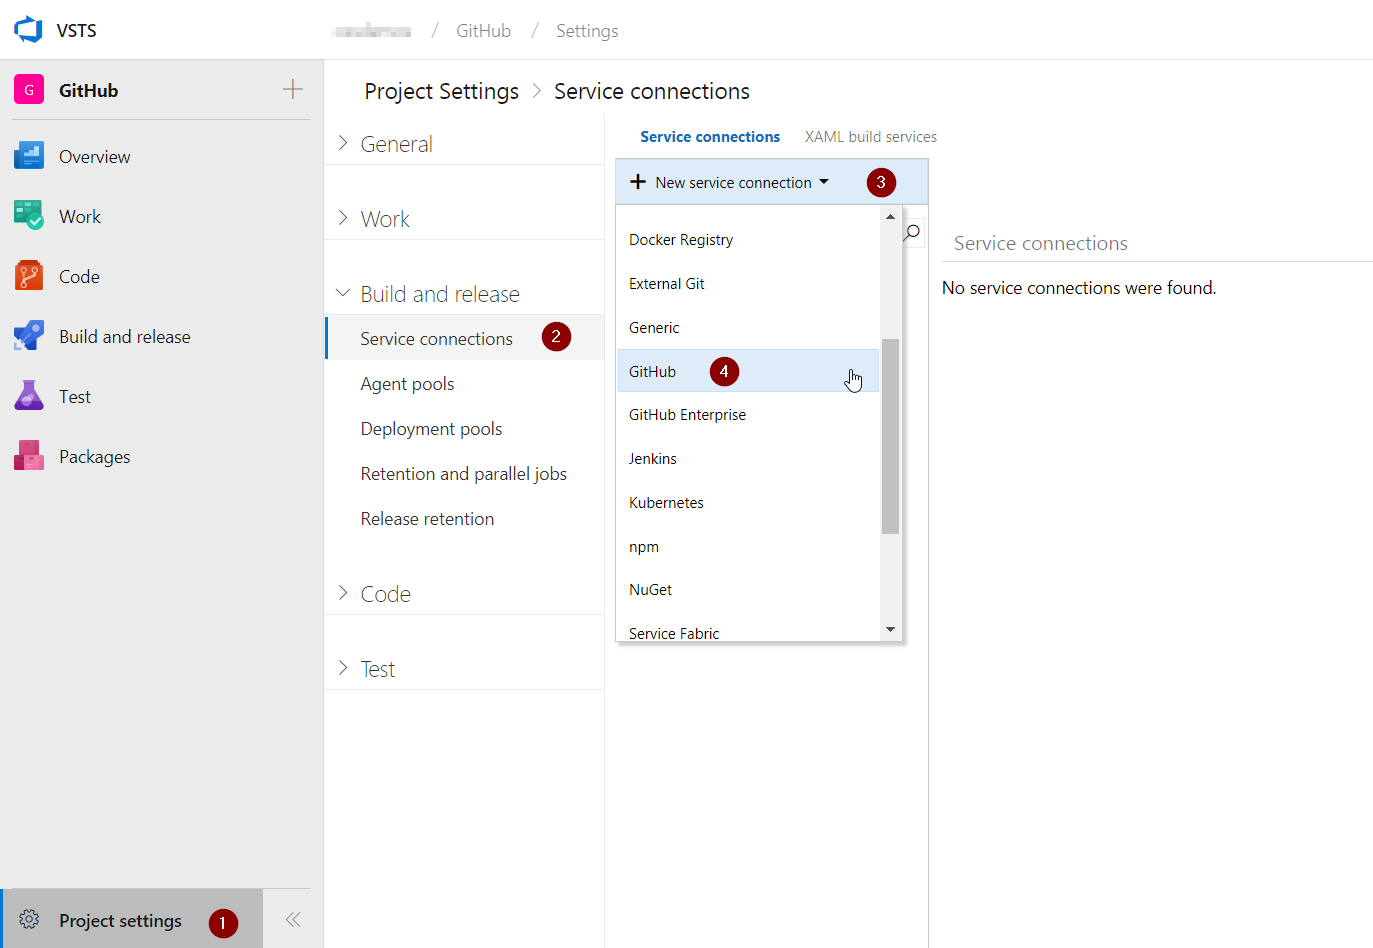 VSTS
/ GitHub / Settings
G GitHub
Overview
Work
Code
Build and release
Test
Packages
Project settings 1
Project Settings > Service connections
General
Work
Build and release
Service connections 2
Agent pools
Deployment pools
Retention and parallel jobs
Release retention
Code
Test
Service connections XAML build services
+ New service connection 3
Docker Registry
External Git
Generic
GitHub 4
GitHub Enterprise
Jenkins
Kubernetes
npm
NuGet
Service Fabric
Service connections
No service connections were found.